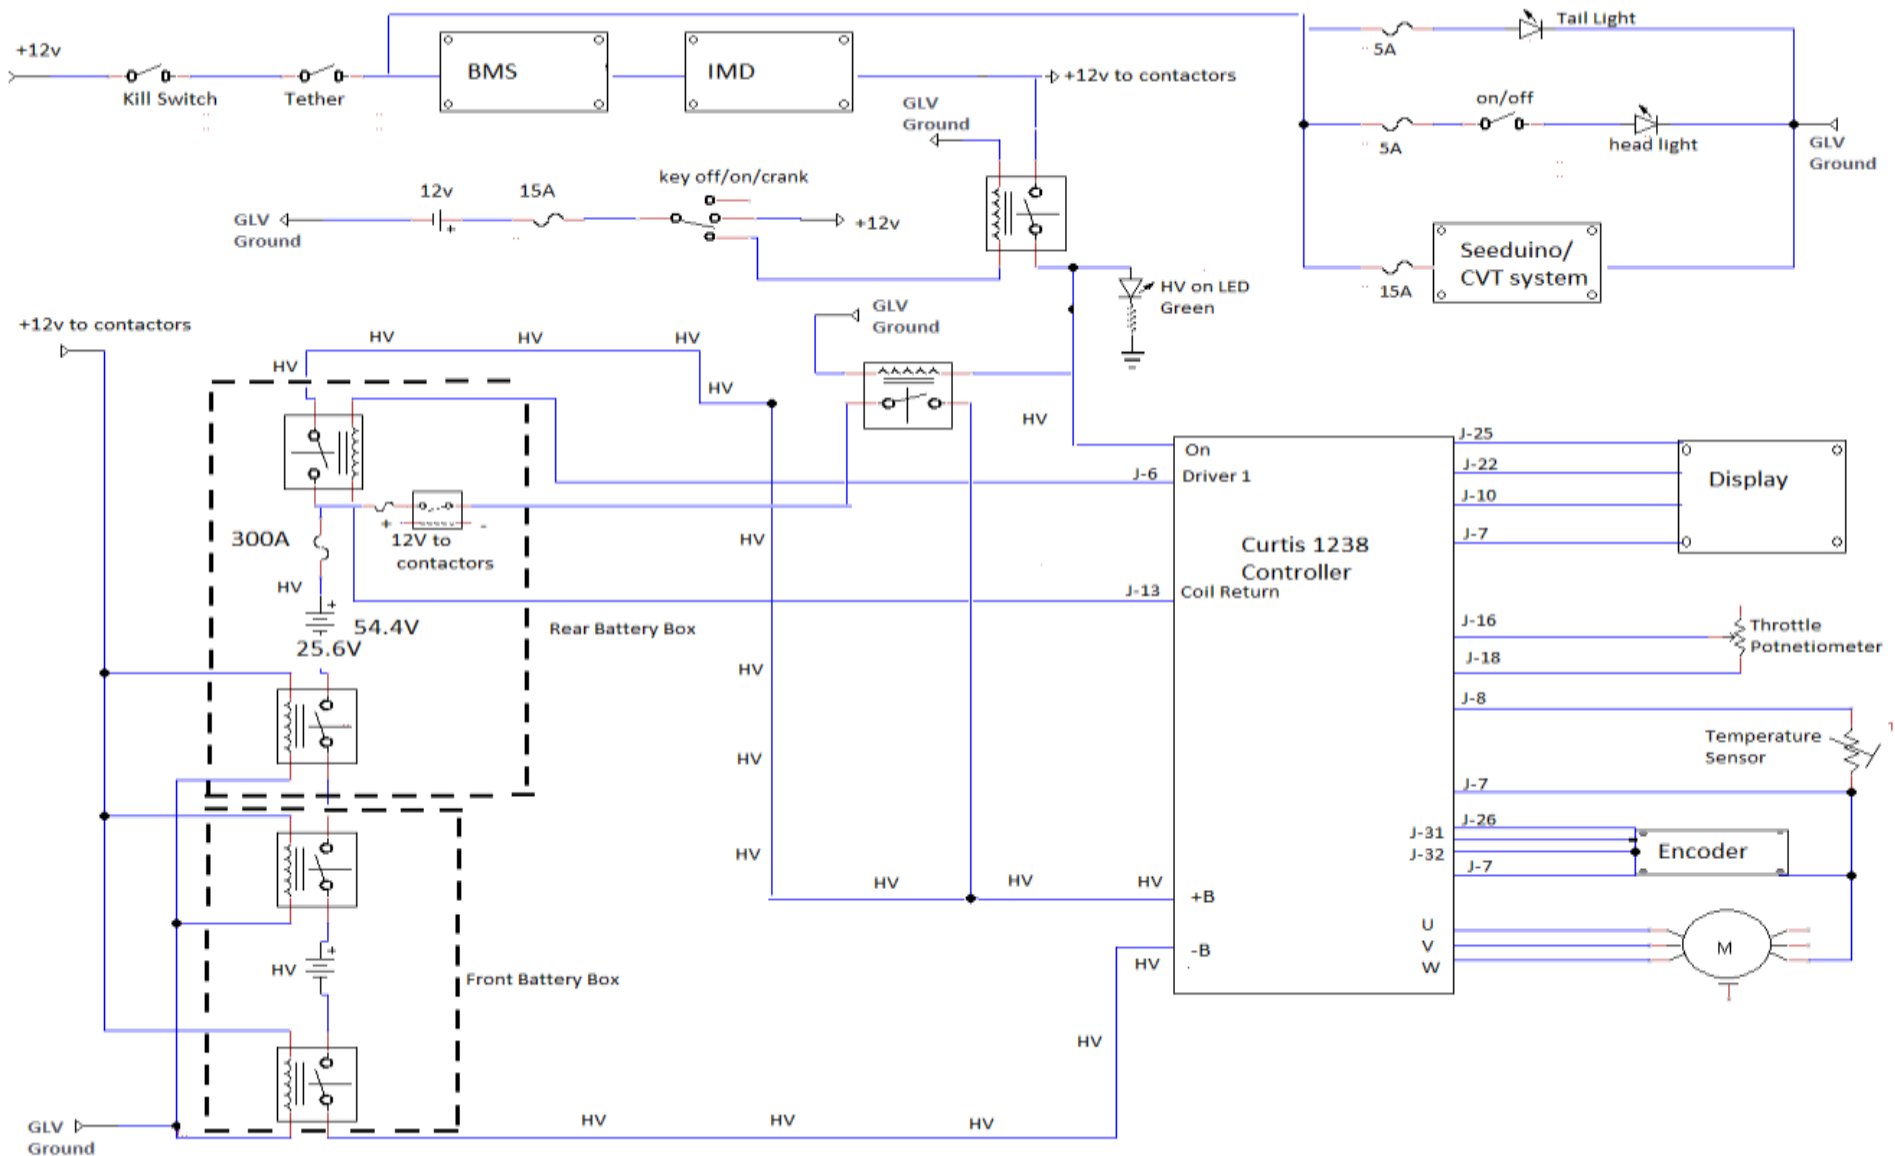 +12v
Kill Switch
Tether
BMS
IMD
+12v to contactors
GLV
Ground
5A
Tail Light
on/off
5A
head light
GLV
Ground
15A
Seeduino/
CVT system
GLV
Ground
12v
+
15A
key off/on/crank
+12v
HV on LED
Green
GLV
Ground
+12v to contactors
HV
HV
HV
HV
HV
HV
300A
+
-
12V to
contactors
HV
+
54.4V
25.6V
Rear Battery Box
HV
HV
HV
HV
+
HV
Front Battery Box
GLV
Ground
HV
HV
HV
HV
HV
HV
HV
HV
On
J-6
Driver 1
Curtis 1238
Controller
J-13
Coil Return
+B
-B
HV
J-25
J-22
J-10
J-7
Display
J-16
J-18
Throttle
Potnetiometer
J-8
Temperature
Sensor
T
J-7
J-26
J-31
J-32
J-7
Encoder
U
V
W
M